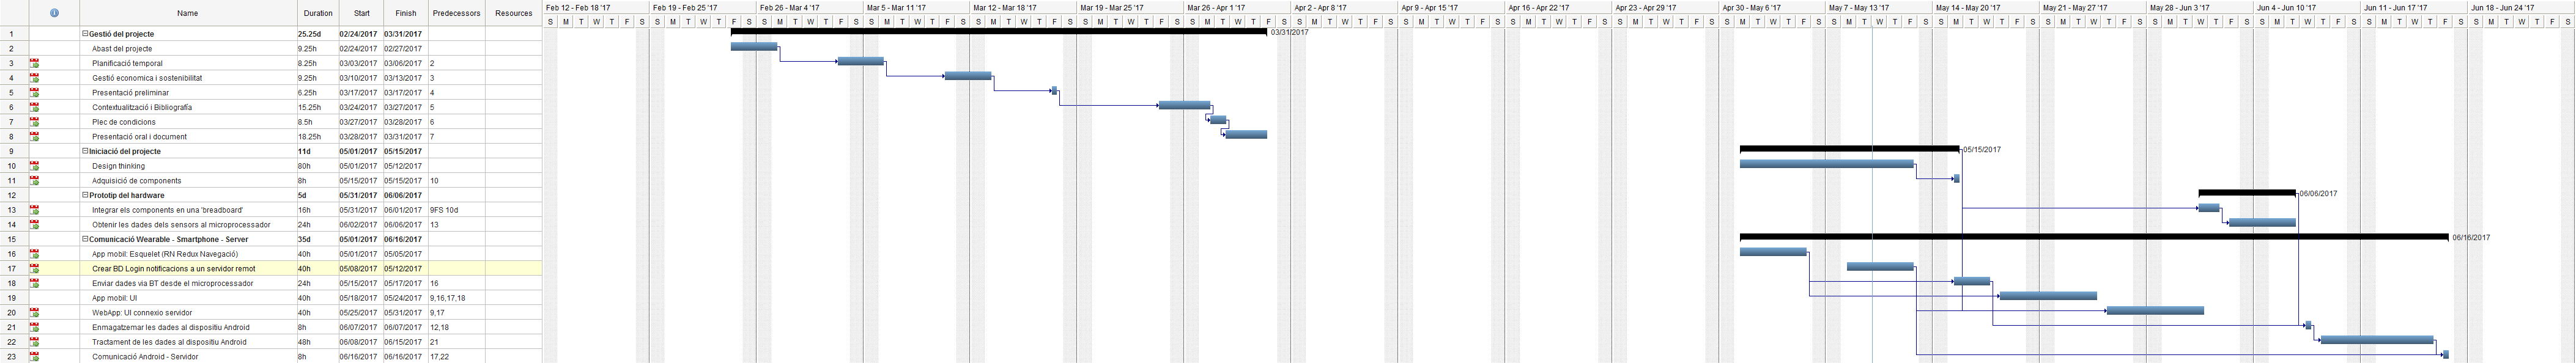 Name Duration Start Finish Predecessors Resources
Feb 12 - Feb 18 '17 Feb 19 - Feb 25 '17 Feb 26 - Mar 4 '17 Mar 5 - Mar 11 '17 Mar 12 - Mar 18 '17 Mar 19 - Mar 25 '17 Mar 26 - Apr 1 '17 Apr 2 - Apr 8 '17 Apr 9 - Apr 15 '17 Apr 16 - Apr 22 '17 Apr 23 - Apr 29 '17 Apr 30 - May 6 '17 May 7 - May 13 '17 May 14 - May 20 '17 May 21 - May 27 '17 May 28 - Jun 3 '17 Jun 4 - Jun 10 '17 Jun 11 - Jun 17 '17 Jun 18 - Jun 24 '17
S M T W T F S S M T W T F S S M T W T F S S M T W T F S S M T W T F S S M T W T F S S M T W T F S S M T W T F S S M T W T F S S M T W T F S S M T W T F S S M T W T F S S M T W T F S S M T W T F S S M T W T F S S M T W T F S S M T W T F S S M T W T F S S M T W T F S
1 Gestió del projecte 25.25d 02/24/2017 03/31/2017 03/31/2017
2 Abast del projecte 9.25h 02/24/2017 02/27/2017
3 Planificació temporal 8.25h 03/03/2017 03/06/2017 2
4 Gestió economica i sostenibilitat 9.25h 03/10/2017 03/13/2017 3
5 Presentació preliminar 6.25h 03/17/2017 03/17/2017 4
6 Contextualització i Bibliografía 15.25h 03/24/2017 03/27/2017 5
7 Plec de condicions 8.5h 03/27/2017 03/28/2017 6
8 Presentació oral i document 18.25h 03/28/2017 03/31/2017 7
9 Iniciació del projecte 11d 05/01/2017 05/15/2017 05/15/2017
10 Design thinking 80h 05/01/2017 05/12/2017
11 Adquisició de components 8h 05/15/2017 05/15/2017 10
12 Prototip del hardware 5d 05/31/2017 06/06/2017 06/06/2017
13 Integrar els components en una 'breadboard' 16h 05/31/2017 06/01/2017 9FS 10d
14 Obtenir les dades dels sensors al microprocessador 24h 06/02/2017 06/06/2017 13
15 Comunicació Wearable - Smartphone - Server 35d 05/01/2017 06/16/2017 06/16/2017
16 App mobil: Esquelet (RN Redux Navegació) 40h 05/01/2017 05/05/2017
17 Crear BD Login notificacions a un servidor remot 40h 05/08/2017 05/12/2017
18 Enviar dades via BT desde el microprocessador 24h 05/15/2017 05/17/2017 16
19 App mobil: UI 40h 05/18/2017 05/24/2017 9,16,17,18
20 WebApp: UI connexio servidor 40h 05/25/2017 05/31/2017 9,17
21 Enmagatzemar les dades al dispositiu Android 8h 06/07/2017 06/07/2017 12,18
22 Tractament de les dades al dispositiu Android 48h 06/08/2017 06/15/2017 21
23 Comunicació Android - Servidor 8h 06/16/2017 06/16/2017 17,22